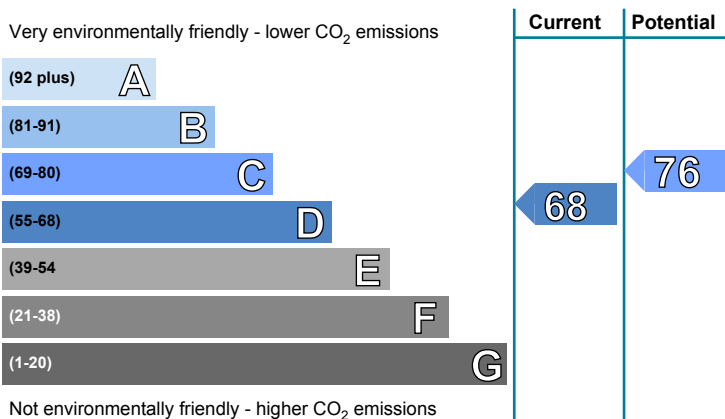 Very environmentally friendly - lower CO2 emissions
Current
Potential
(92 plus) A
(81-91) B
(69-80) C
(55-68) D
(39-54 E
(21-38) F
(1-20) G
68
76
Not environmentally friendly - higher CO2 emissions